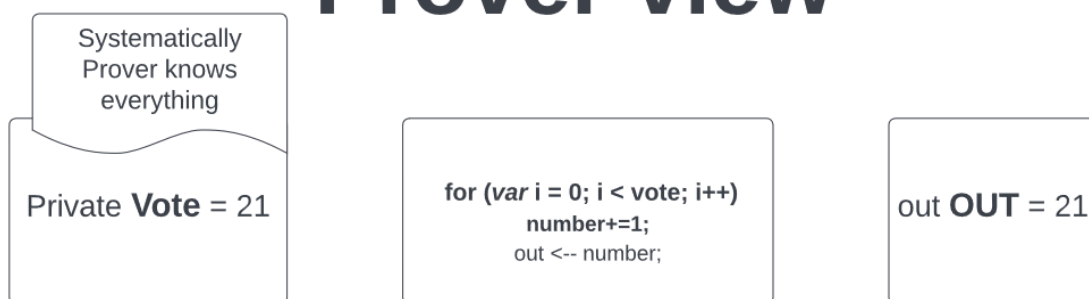 Prover view
Systematically
Prover knows
everything
Private Vote = 21
for (var i = 0; i < vote; i++)
number+=1;
out <-- number;
out OUT = 21